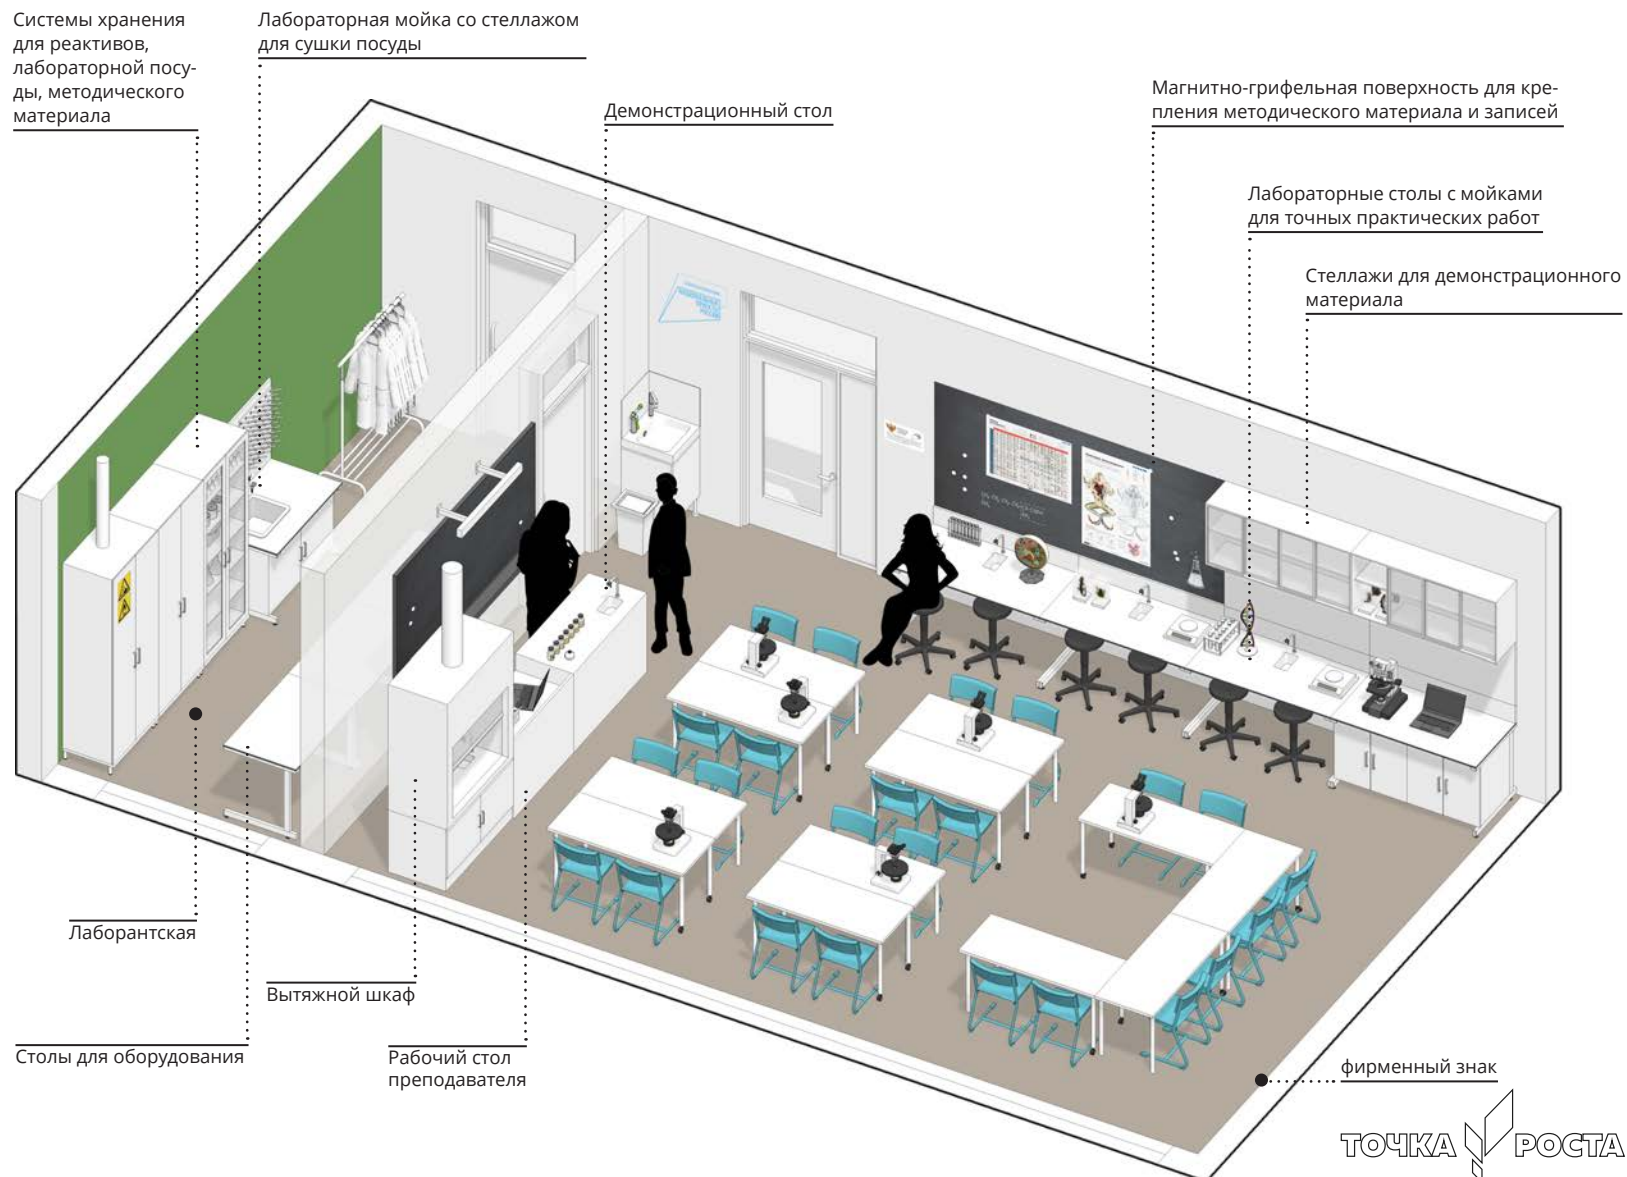 Системы хранения
для реактивов,
лабораторной посу-
ды, методического
материала
Лабораторная мойка со стеллажом
для сушки посуды
Демонстрационный стол
Магнитно-грифельная поверхность для кре-
пления методического материала и записей
Лабораторные столы с мойками
для точных практических работ
Стеллажи для демонстрационного
материала
Лаборантская
Вытяжной шкаф
Столы для оборудования
Рабочий стол
преподавателя
фирменный знак
ТОЧКА РОСТА